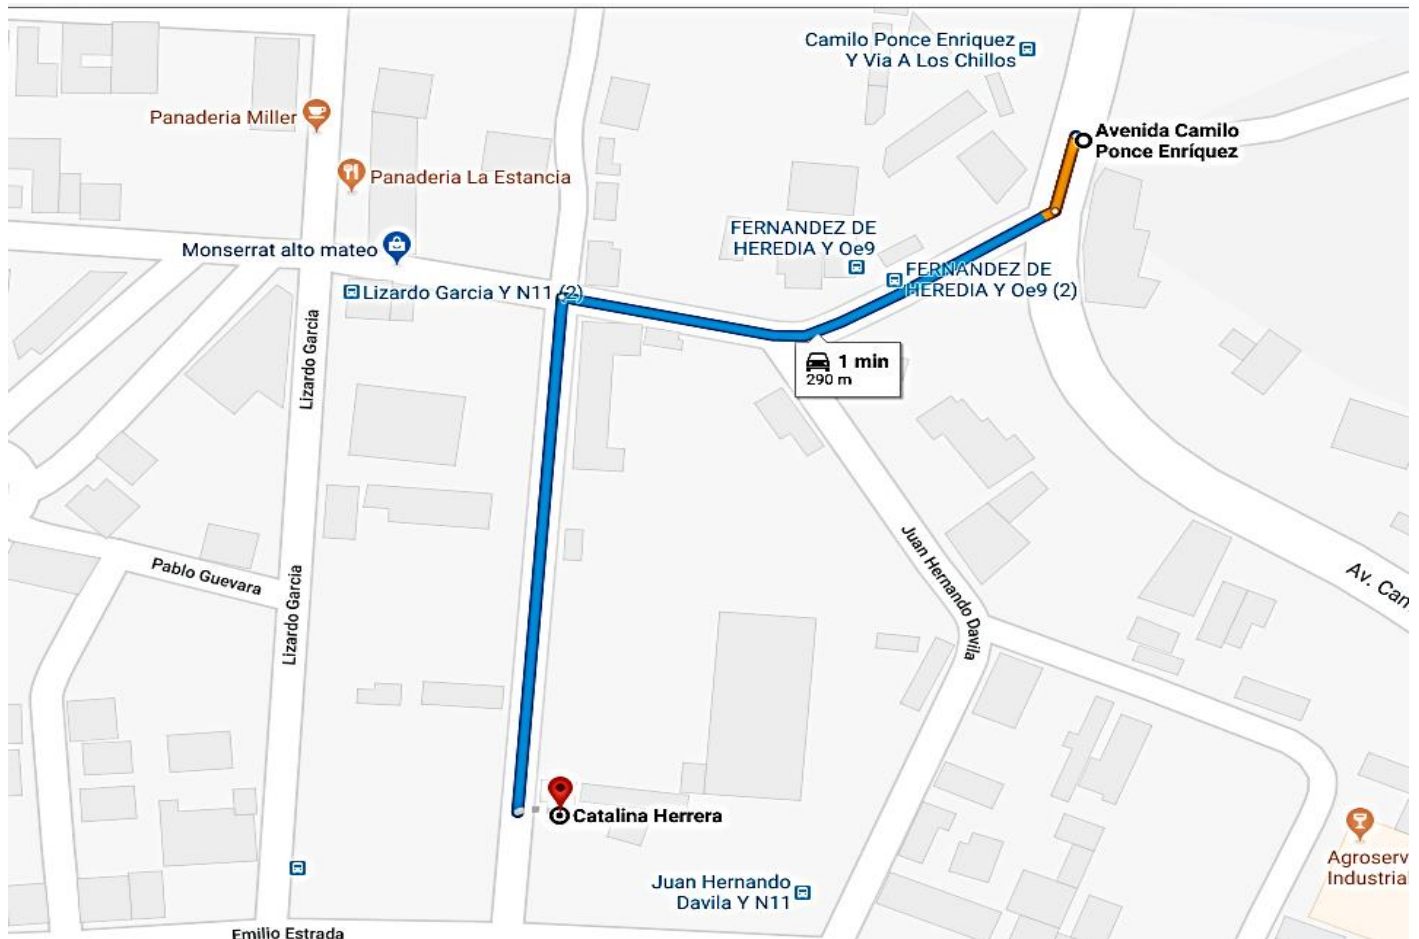 Camilo Ponce Enriquez
Y Via A Los Chillos
Panaderia Miller
Avenida Camilo
Ponce Enríquez
Panaderia La Estancia
FERNANDEZ DE
HEREDIA Y Oe9
Monserrat alto mateo
FERNANDEZ DE
HEREDIA Y Oe9 (2)
Lizardo Garcia Y N11 (2)
Lizardo Garcia
1 min
290 m
Juan Hernando Davila
Pablo Guevara
Av. Cam
Lizardo Garcia
Catalina Herrera
Agroserv
Industrial
Juan Hernando
Davila Y N11
Emilio Estrada